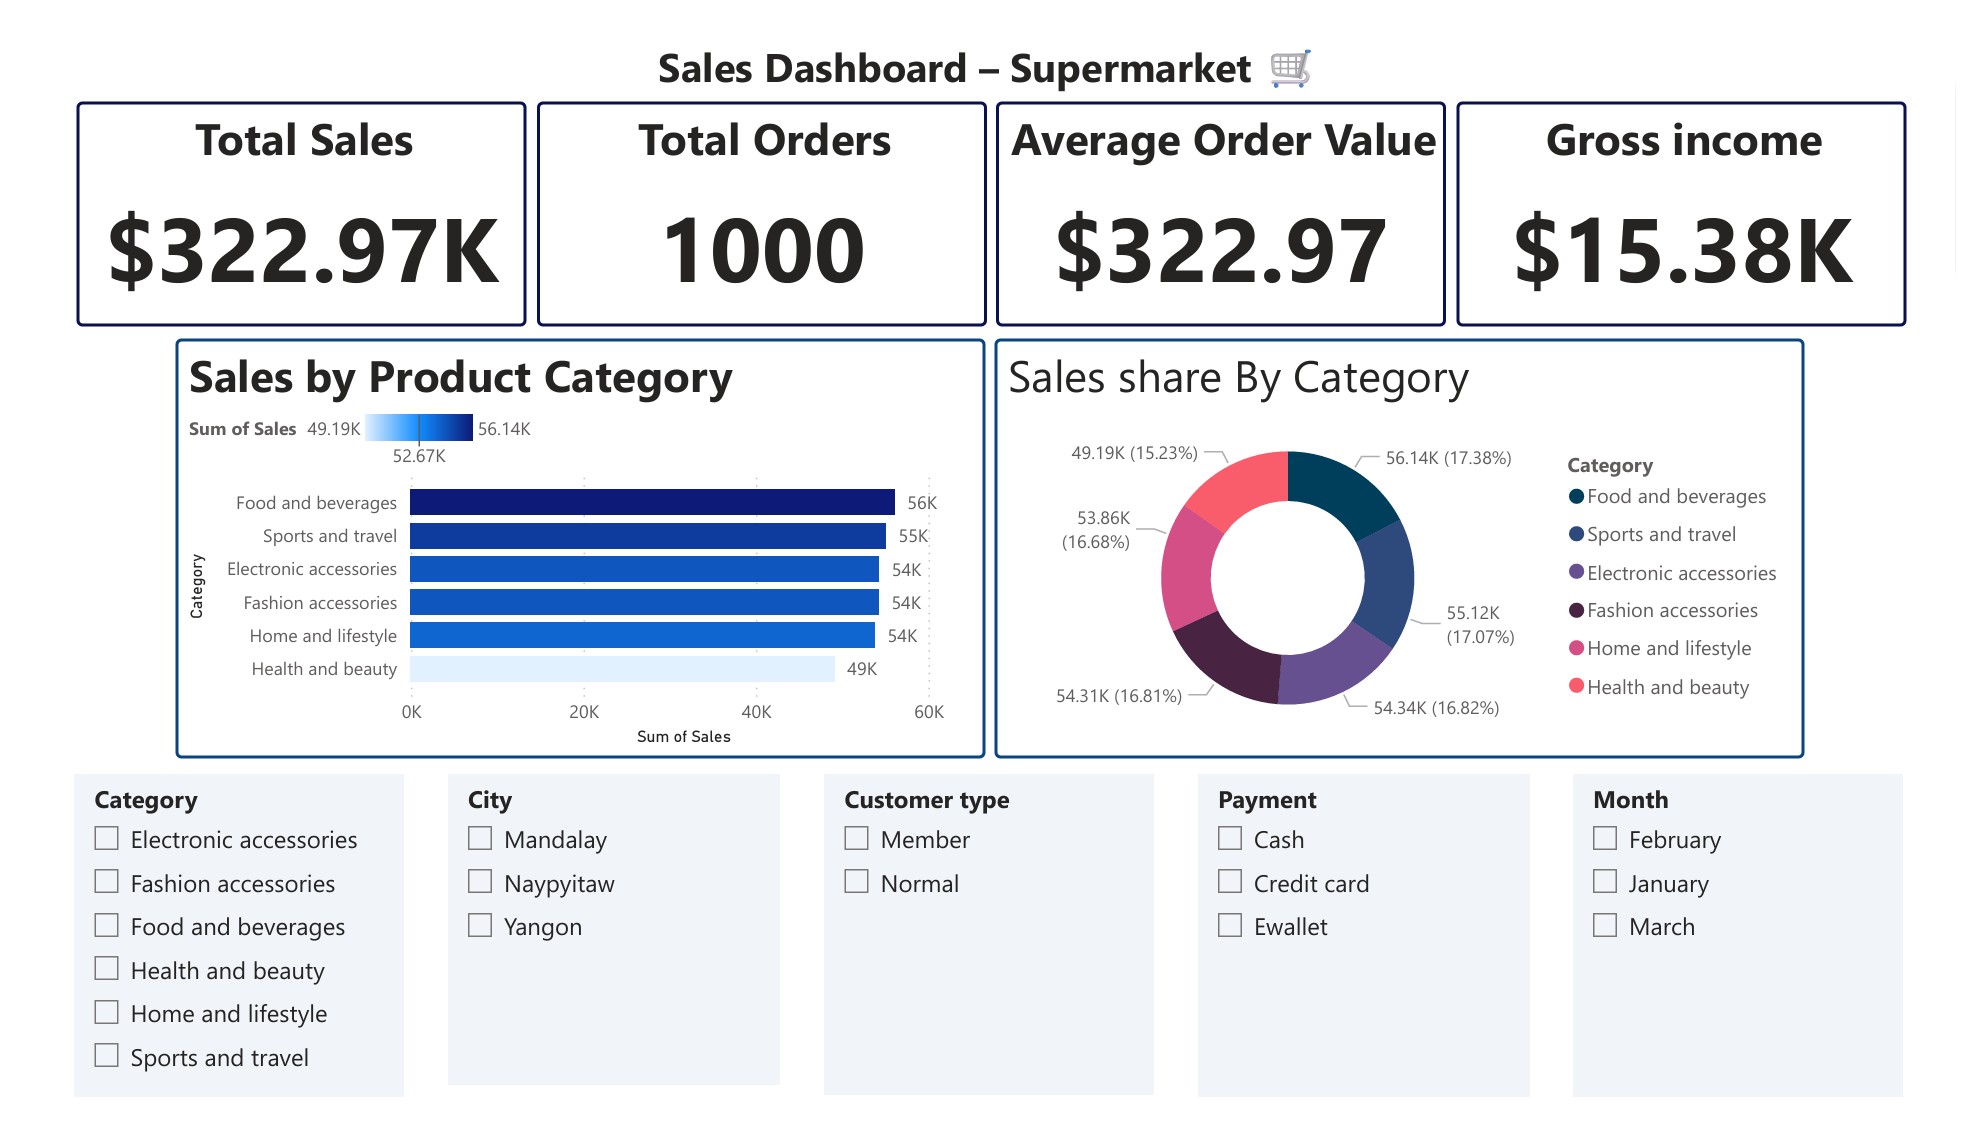 Sales Dashboard – Supermarket 🛒
Total Sales
$322.97K
Total Orders
1000
Average Order Value
$322.97
Gross income
$15.38K
Sales by Product Category
Sum of Sales 49.19K 56.14K
52.67K
Category
Food and beverages 56K
Sports and travel 55K
Electronic accessories 54K
Fashion accessories 54K
Home and lifestyle 54K
Health and beauty 49K
0K 20K 40K 60K
Sum of Sales
Sales share By Category
49.19K (15.23%)
56.14K (17.38%)
53.86K
(16.68%)
55.12K
(17.07%)
54.31K (16.81%)
54.34K (16.82%)
Category
Food and beverages
Sports and travel
Electronic accessories
Fashion accessories
Home and lifestyle
Health and beauty
Category
Electronic accessories
Fashion accessories
Food and beverages
Health and beauty
Home and lifestyle
Sports and travel
City
Mandalay
Naypyitaw
Yangon
Customer type
Member
Normal
Payment
Cash
Credit card
Ewallet
Month
February
January
March